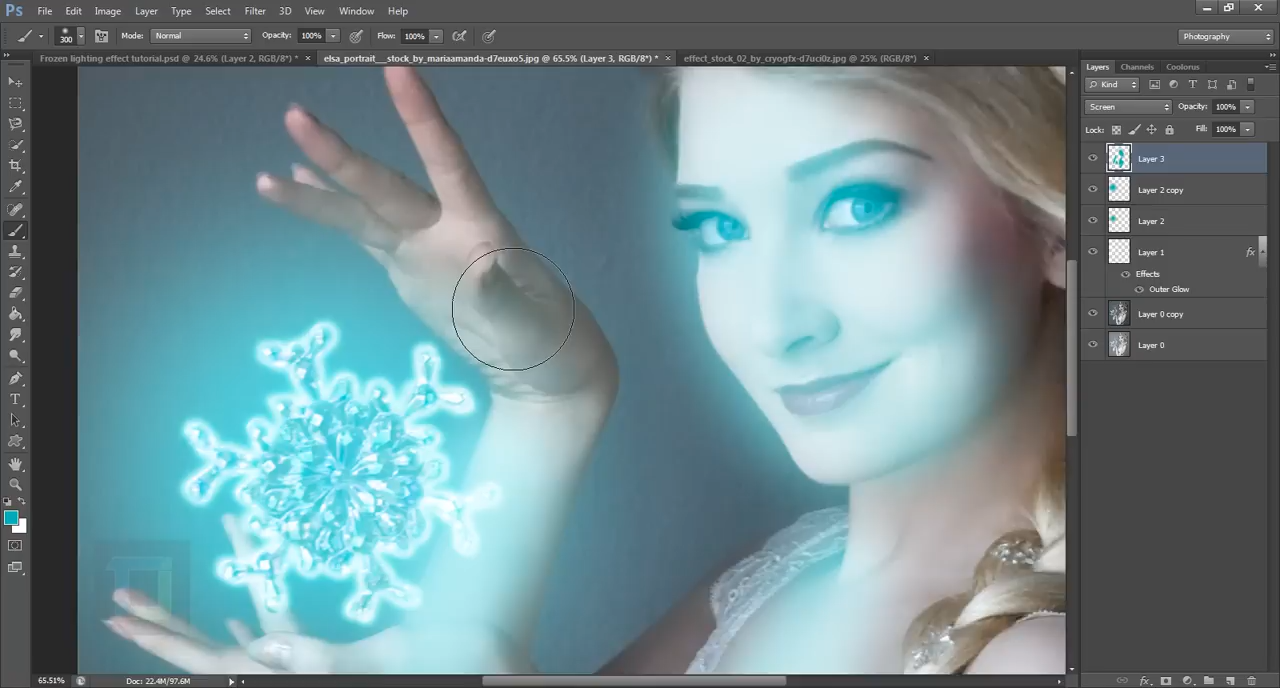 Ps File Edit Image Layer Type Select Filter 3D View Window Help
300 Mode: Normal Opacity: 100% Flow: 100% Photography
Frozen lighting effect tutorial.psd @ 24.6% (Layer 2, RGB/8*) * × elsa_portrait__stock_by_mariaamanda-d7euxo5.jpg @ 65.5% (Layer 3, RGB/8*) * × effect_stock_02_by_cryogfx-d7uci0z.jpg @ 25% (RGB/8*) ×
Layers Channels Coolorus
Kind
Screen Opacity: 100%
Lock: Fill: 100%
Layer 3
Layer 2 copy
Layer 2
Layer 1 fx
Effects
Outer Glow
Layer 0 copy
Layer 0
65.51% Doc: 22.4M/97.6M fx